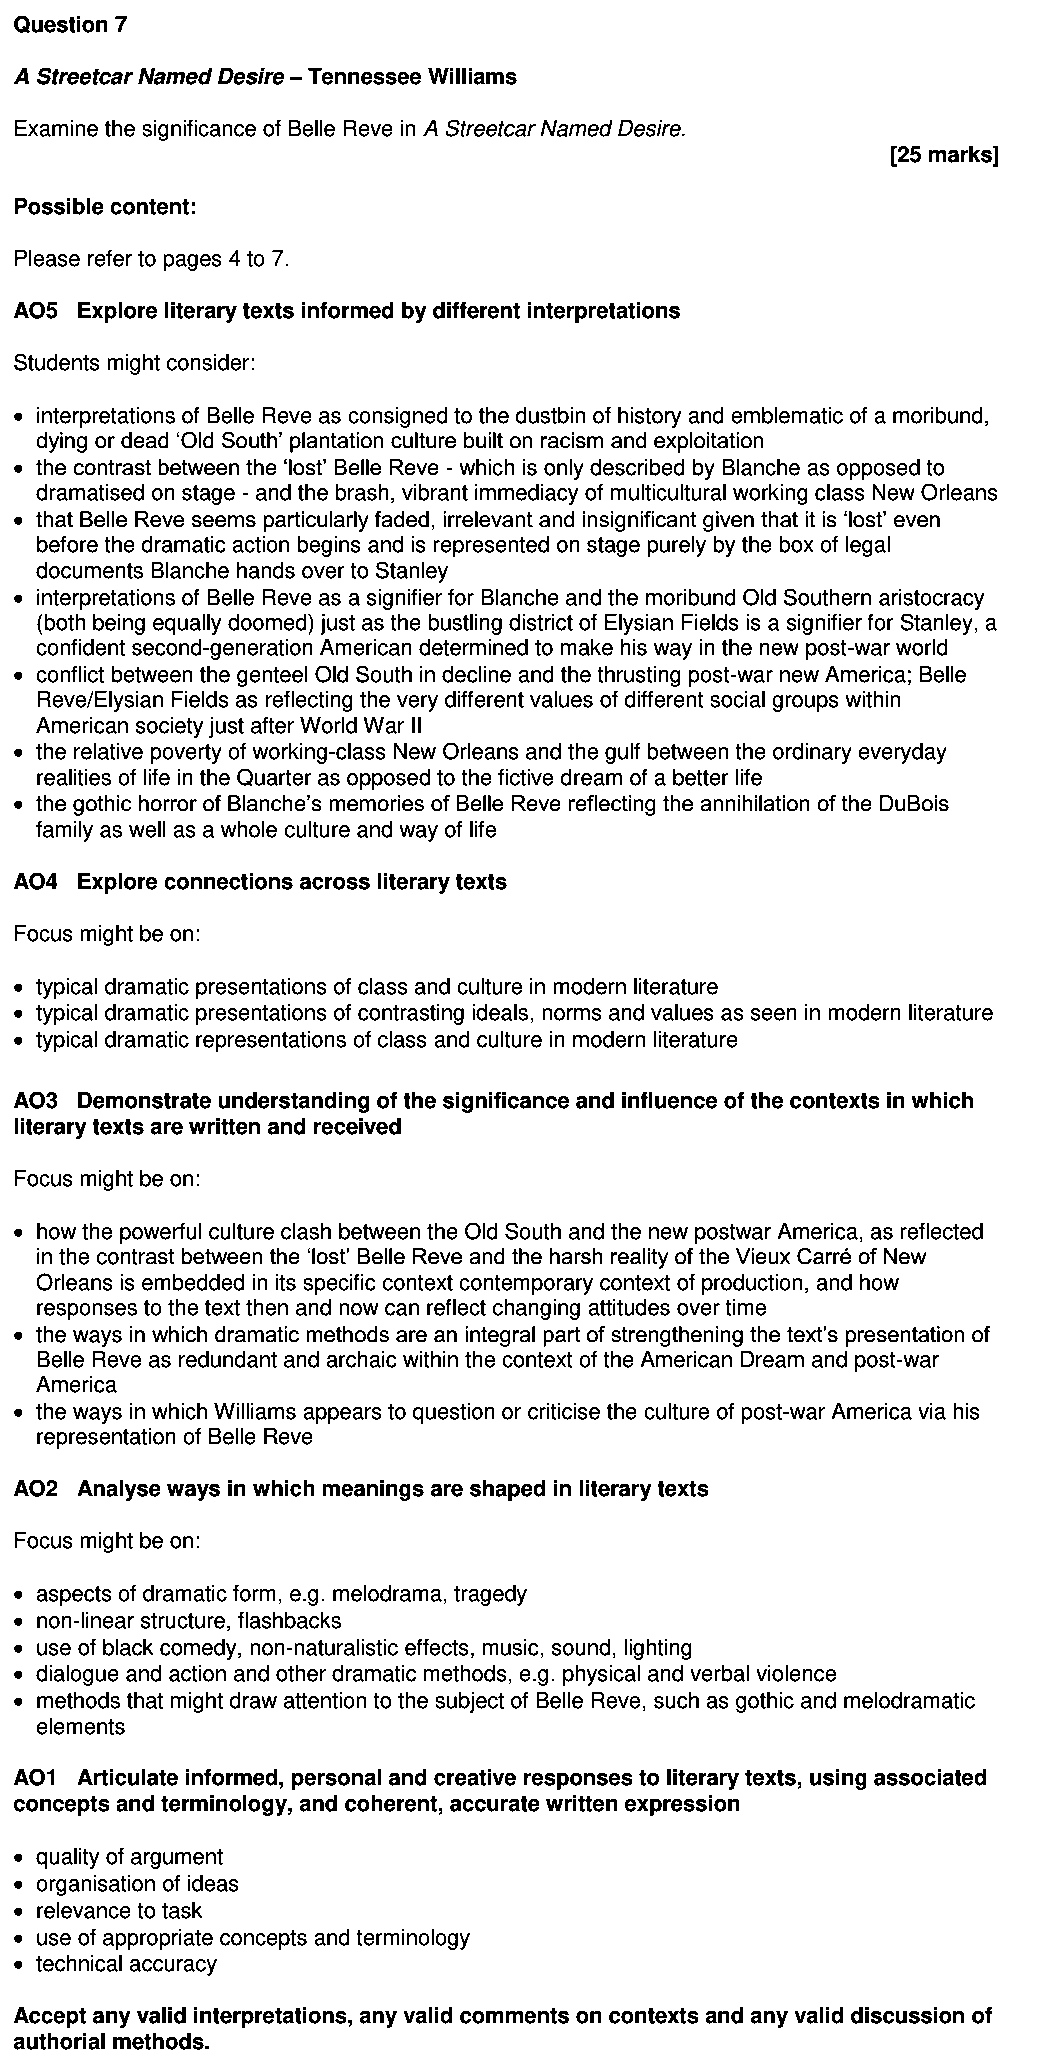 Question 7
A Streetcar Named Desire – Tennessee Williams
Examine the significance of Belle Reve in A Streetcar Named Desire.
[25 marks]
Possible content:
Please refer to pages 4 to 7.
AO5 Explore literary texts informed by different interpretations
Students might consider:
• interpretations of Belle Reve as consigned to the dustbin of history and emblematic of a moribund,
dying or dead ‘Old South’ plantation culture built on racism and exploitation
• the contrast between the ‘lost’ Belle Reve - which is only described by Blanche as opposed to
dramatised on stage - and the brash, vibrant immediacy of multicultural working class New Orleans
• that Belle Reve seems particularly faded, irrelevant and insignificant given that it is ‘lost’ even
before the dramatic action begins and is represented on stage purely by the box of legal
documents Blanche hands over to Stanley
• interpretations of Belle Reve as a signifier for Blanche and the moribund Old Southern aristocracy
(both being equally doomed) just as the bustling district of Elysian Fields is a signifier for Stanley, a
confident second-generation American determined to make his way in the new post-war world
• conflict between the genteel Old South in decline and the thrusting post-war new America; Belle
Reve/Elysian Fields as reflecting the very different values of different social groups within
American society just after World War II
• the relative poverty of working-class New Orleans and the gulf between the ordinary everyday
realities of life in the Quarter as opposed to the fictive dream of a better life
• the gothic horror of Blanche’s memories of Belle Reve reflecting the annihilation of the DuBois
family as well as a whole culture and way of life
AO4 Explore connections across literary texts
Focus might be on:
• typical dramatic presentations of class and culture in modern literature
• typical dramatic presentations of contrasting ideals, norms and values as seen in modern literature
• typical dramatic representations of class and culture in modern literature
AO3 Demonstrate understanding of the significance and influence of the contexts in which
literary texts are written and received
Focus might be on:
• how the powerful culture clash between the Old South and the new postwar America, as reflected
in the contrast between the ‘lost’ Belle Reve and the harsh reality of the Vieux Carré of New
Orleans is embedded in its specific context contemporary context of production, and how
responses to the text then and now can reflect changing attitudes over time
• the ways in which dramatic methods are an integral part of strengthening the text’s presentation of
Belle Reve as redundant and archaic within the context of the American Dream and post-war
America
• the ways in which Williams appears to question or criticise the culture of post-war America via his
representation of Belle Reve
AO2 Analyse ways in which meanings are shaped in literary texts
Focus might be on:
• aspects of dramatic form, e.g. melodrama, tragedy
• non-linear structure, flashbacks
• use of black comedy, non-naturalistic effects, music, sound, lighting
• dialogue and action and other dramatic methods, e.g. physical and verbal violence
• methods that might draw attention to the subject of Belle Reve, such as gothic and melodramatic
elements
AO1 Articulate informed, personal and creative responses to literary texts, using associated
concepts and terminology, and coherent, accurate written expression
• quality of argument
• organisation of ideas
• relevance to task
• use of appropriate concepts and terminology
• technical accuracy
Accept any valid interpretations, any valid comments on contexts and any valid discussion of
authorial methods.